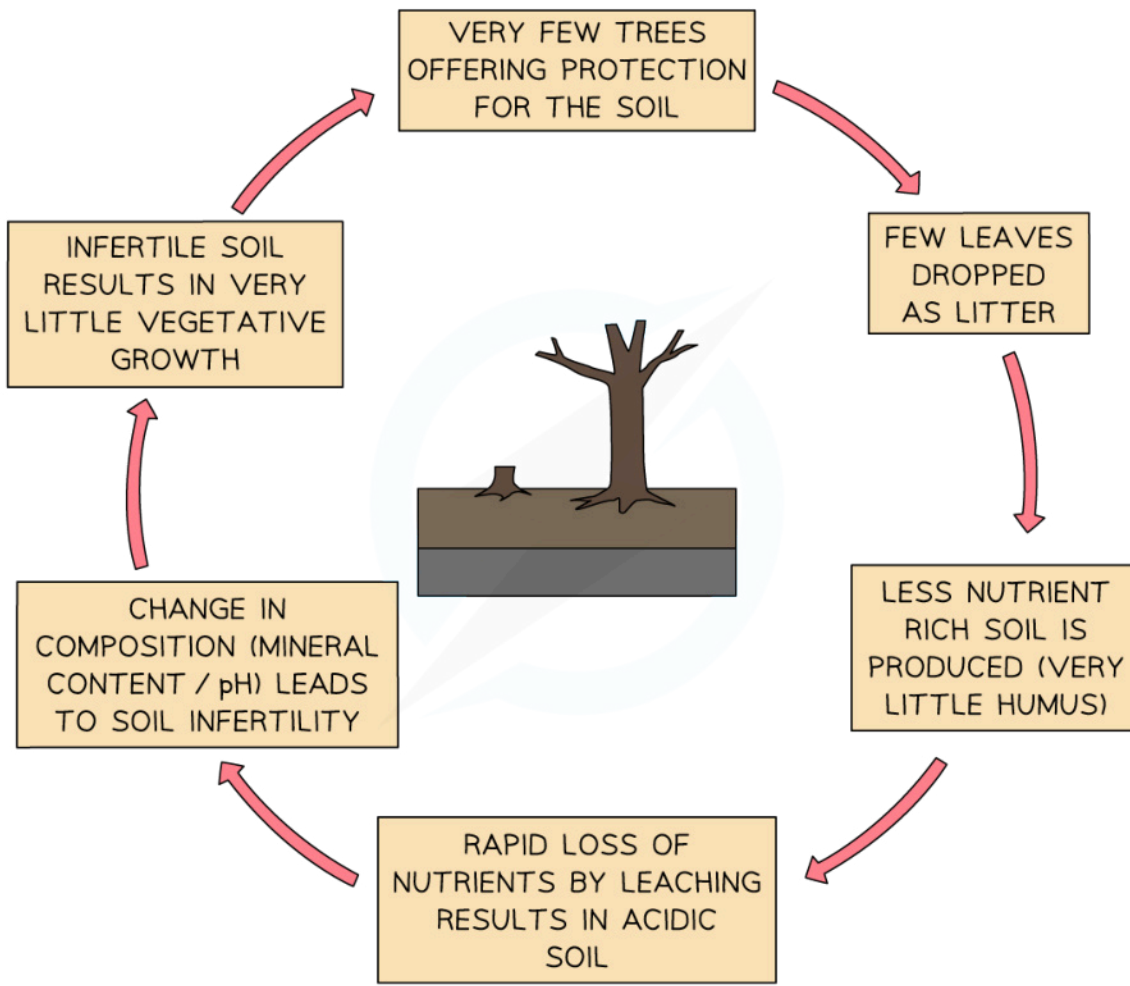 VERY FEW TREES
OFFERING PROTECTION
FOR THE SOIL
FEW LEAVES
DROPPED
AS LITTER
LESS NUTRIENT
RICH SOIL IS
PRODUCED (VERY
LITTLE HUMUS)
RAPID LOSS OF
NUTRIENTS BY LEACHING
RESULTS IN ACIDIC
SOIL
CHANGE IN
COMPOSITION (MINERAL
CONTENT / pH) LEADS
TO SOIL INFERTILITY
INFERTILE SOIL
RESULTS IN VERY
LITTLE VEGETATIVE
GROWTH